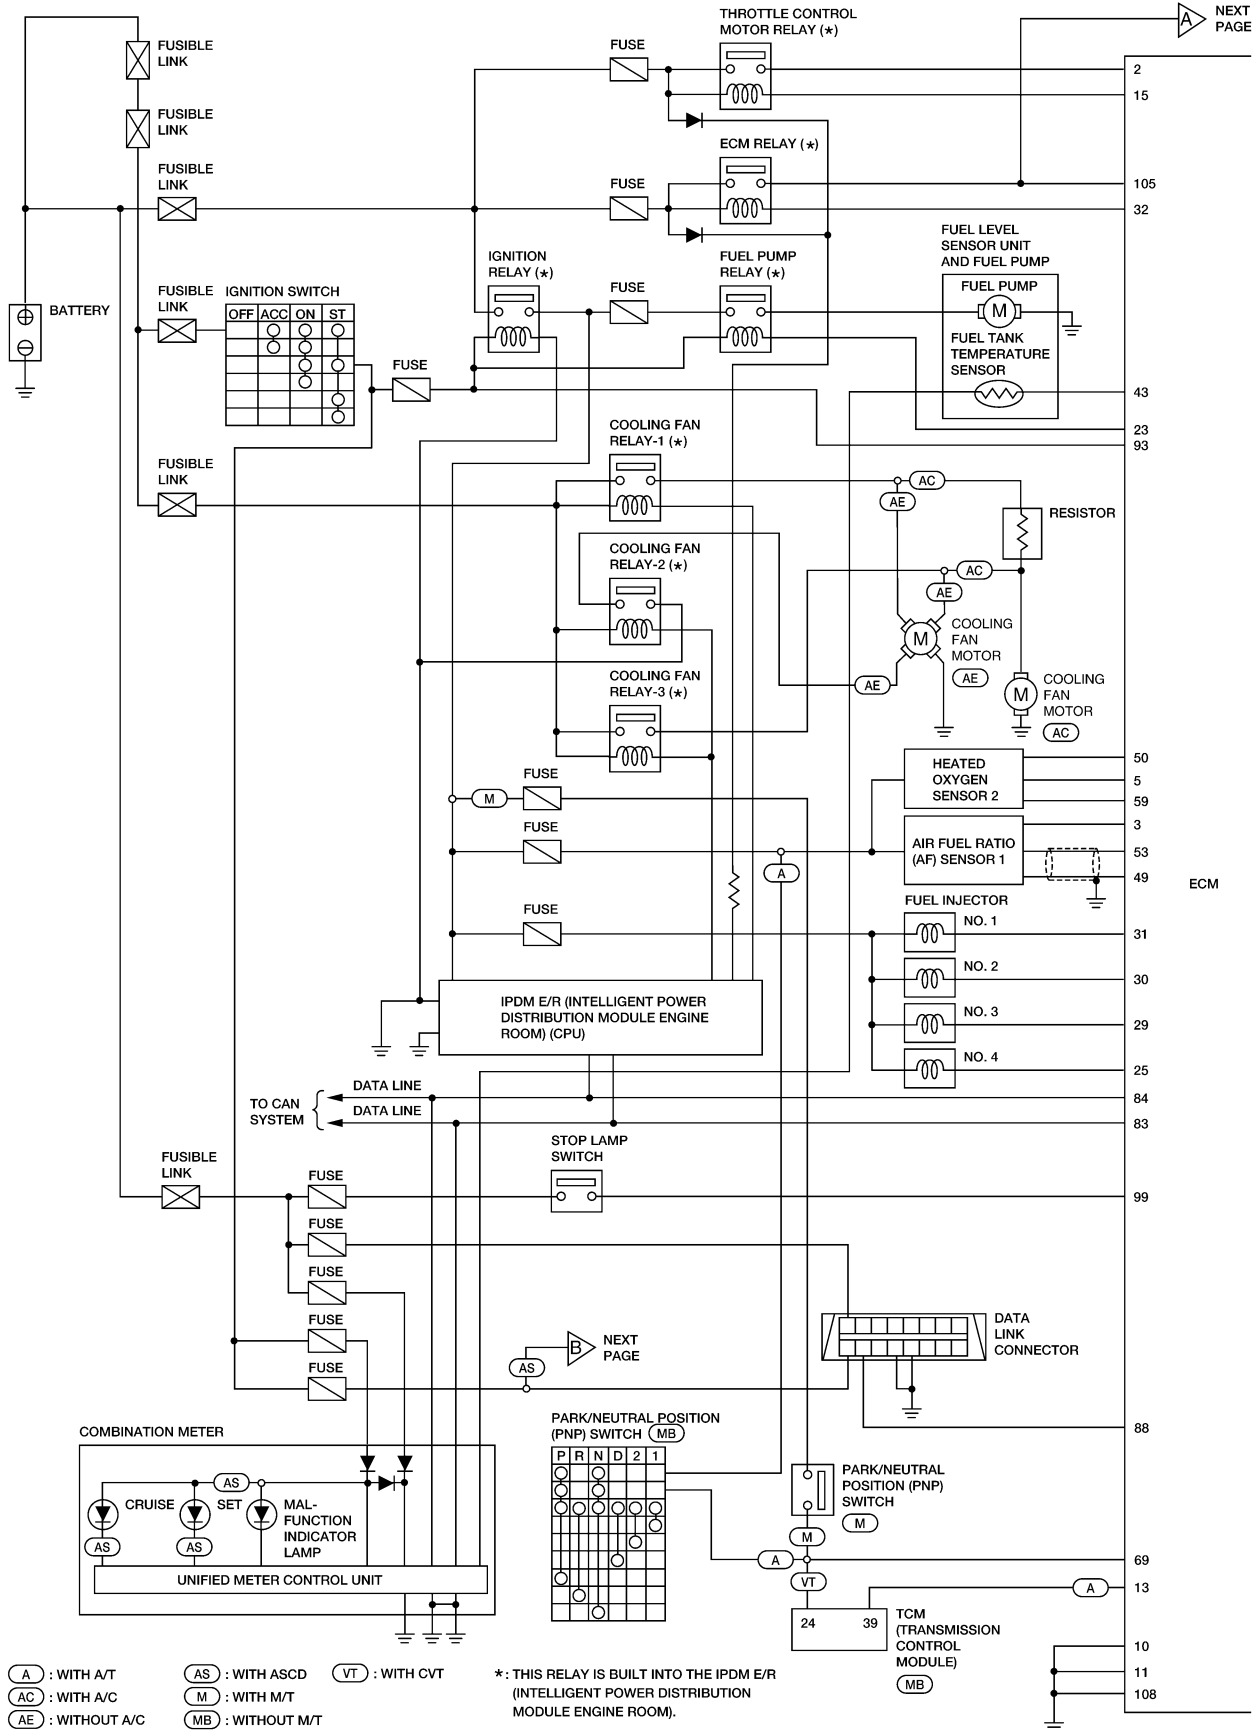 THROTTLE CONTROL
MOTOR RELAY (*)
A
NEXT
PAGE
FUSIBLE
LINK
FUSE
2
15
FUSIBLE
LINK
ECM RELAY (*)
FUSIBLE
LINK
FUSE
105
32
FUEL LEVEL
SENSOR UNIT
AND FUEL PUMP
IGNITION
RELAY (*)
FUEL PUMP
RELAY (*)
FUSE
FUEL PUMP
M
BATTERY
FUSIBLE
LINK
IGNITION SWITCH
OFF ACC ON ST
FUEL TANK
TEMPERATURE
SENSOR
FUSE
43
23
93
COOLING FAN
RELAY-1 (*)
FUSIBLE
LINK
AC
AE
RESISTOR
COOLING FAN
RELAY-2 (*)
AC
AE
M
COOLING
FAN
MOTOR
AE
AE
COOLING FAN
RELAY-3 (*)
M
COOLING
FAN
MOTOR
AC
HEATED
OXYGEN
SENSOR 2
50
5
59
FUSE
M
FUSE
AIR FUEL RATIO
(AF) SENSOR 1
3
53
49
A
ECM
FUSE
FUEL INJECTOR
NO. 1
31
NO. 2
30
NO. 3
29
NO. 4
25
IPDM E/R (INTELLIGENT POWER
DISTRIBUTION MODULE ENGINE
ROOM) (CPU)
TO CAN
SYSTEM
DATA LINE
84
DATA LINE
83
STOP LAMP
SWITCH
FUSIBLE
LINK
FUSE
99
FUSE
FUSE
FUSE
FUSE
B
NEXT
PAGE
AS
DATA
LINK
CONNECTOR
88
COMBINATION METER
PARK/NEUTRAL POSITION
(PNP) SWITCH MB
P R N D 2 1
AS
CRUISE
SET
MAL-
FUNCTION
INDICATOR
LAMP
AS
AS
UNIFIED METER CONTROL UNIT
PARK/NEUTRAL
POSITION (PNP)
SWITCH
M
M
A
69
VT
A
13
24 39
TCM
(TRANSMISSION
CONTROL
MODULE)
MB
10
11
108
A : WITH A/T
AC : WITH A/C
AE : WITHOUT A/C
AS : WITH ASCD
M : WITH M/T
MB : WITHOUT M/T
VT : WITH CVT
* : THIS RELAY IS BUILT INTO THE IPDM E/R
(INTELLIGENT POWER DISTRIBUTION
MODULE ENGINE ROOM).